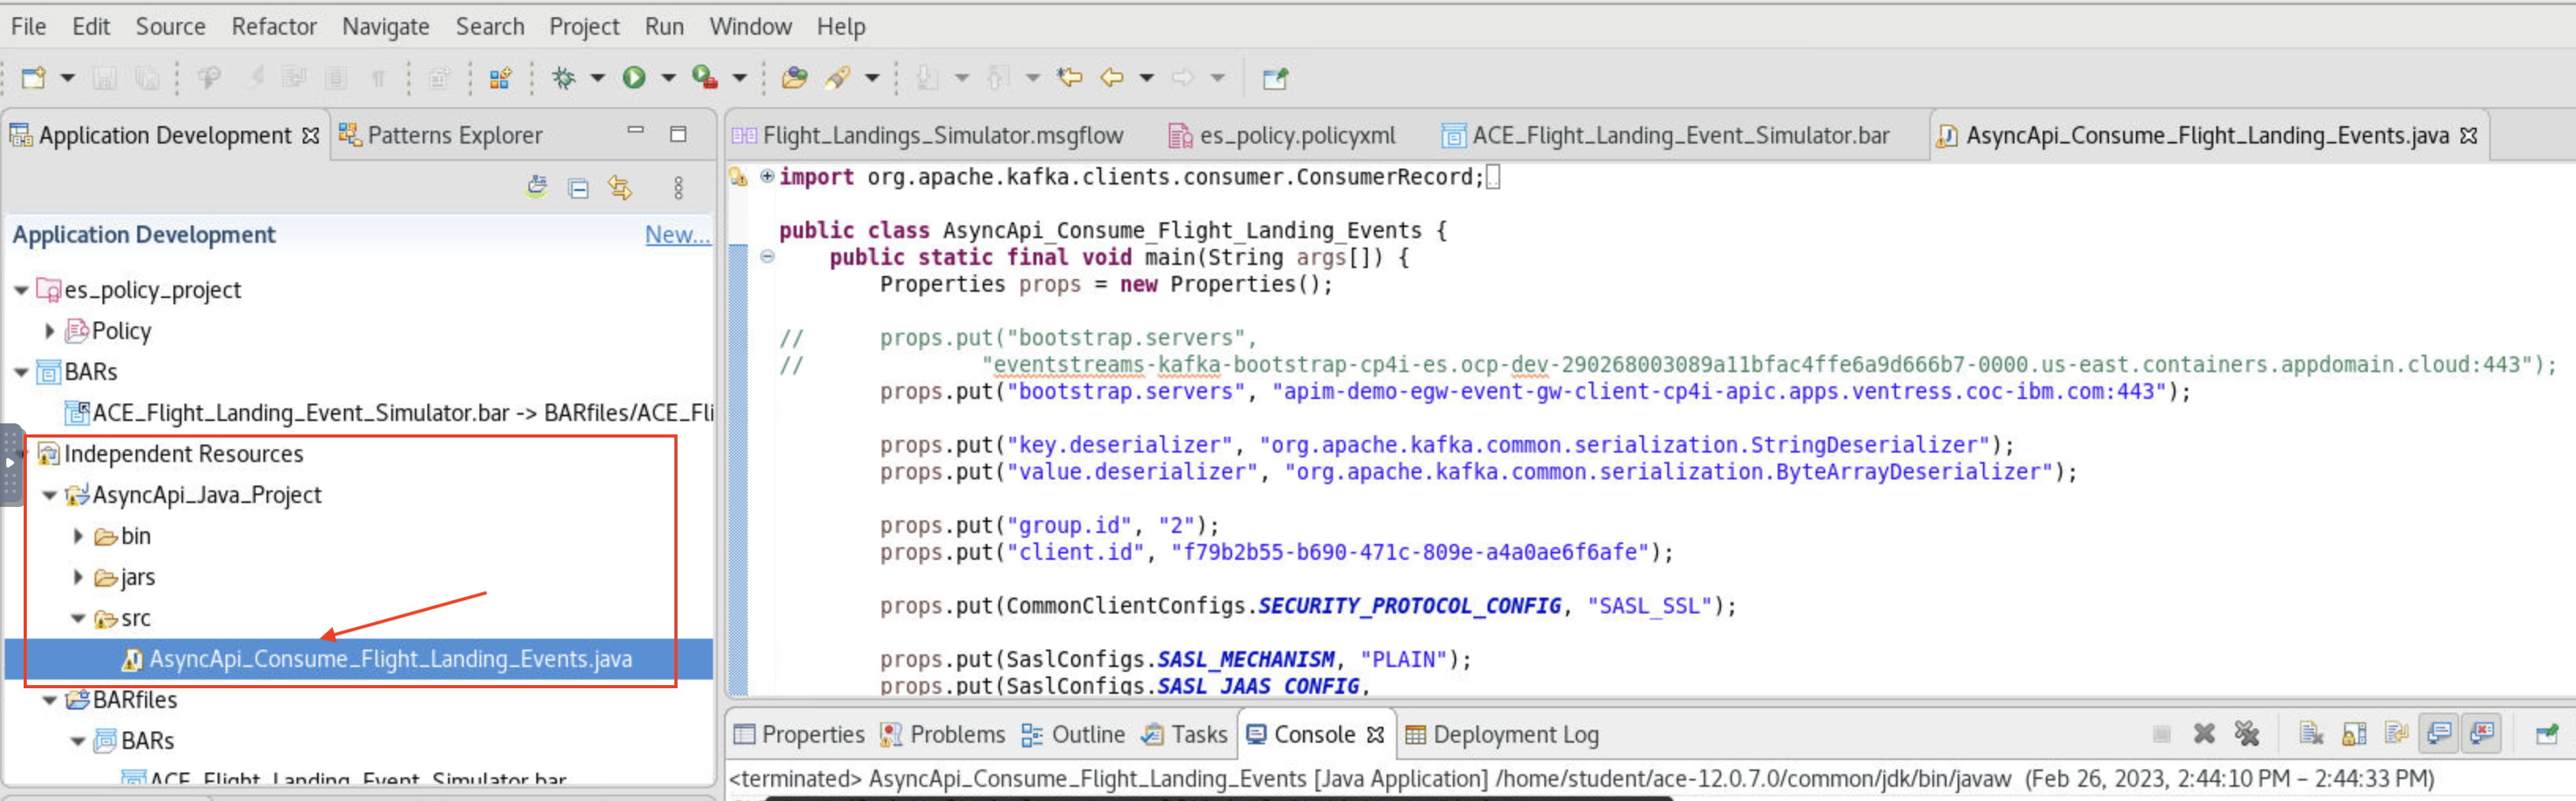 File Edit Source Refactor Navigate Search Project Run Window Help
Application Development Patterns Explorer
Application Development New...
es_policy_project
Policy
BARs
ACE_Flight_Landing_Event_Simulator.bar -> BARfiles/ACE_Fli
Independent Resources
AsyncApi_Java_Project
bin
jars
src
AsyncApi_Consume_Flight_Landing_Events.java
BARfiles
BARs
ACE_Flight_Landing_Event_Simulator.bar
Flight_Landings_Simulator.msgflow es_policy.policyxml ACE_Flight_Landing_Event_Simulator.bar AsyncApi_Consume_Flight_Landing_Events.java
import org.apache.kafka.clients.consumer.ConsumerRecord;
public class AsyncApi_Consume_Flight_Landing_Events {
public static final void main(String args[]) {
Properties props = new Properties();
// props.put("bootstrap.servers",
// "eventstreams-kafka-bootstrap-cp4i-es.ocp-dev-290268003089a11bfac4ffe6a9d666b7-0000.us-east.containers.appdomain.cloud:443");
props.put("bootstrap.servers", "apim-demo-egw-event-gw-client-cp4i-apic.apps.ventress.coc-ibm.com:443");
props.put("key.deserializer", "org.apache.kafka.common.serialization.StringDeserializer");
props.put("value.deserializer", "org.apache.kafka.common.serialization.ByteArrayDeserializer");
props.put("group.id", "2");
props.put("client.id", "f79b2b55-b690-471c-809e-a4a0ae6f6afe");
props.put(CommonClientConfigs.SECURITY_PROTOCOL_CONFIG, "SASL_SSL");
props.put(SaslConfigs.SASL_MECHANISM, "PLAIN");
props.put(SaslConfigs.SASL_JAAS_CONFIG,
Properties Problems Outline Tasks Console Deployment Log
<terminated> AsyncApi_Consume_Flight_Landing_Events [Java Application] /home/student/ace-12.0.7.0/common/jdk/bin/javaw (Feb 26, 2023, 2:44:10 PM – 2:44:33 PM)